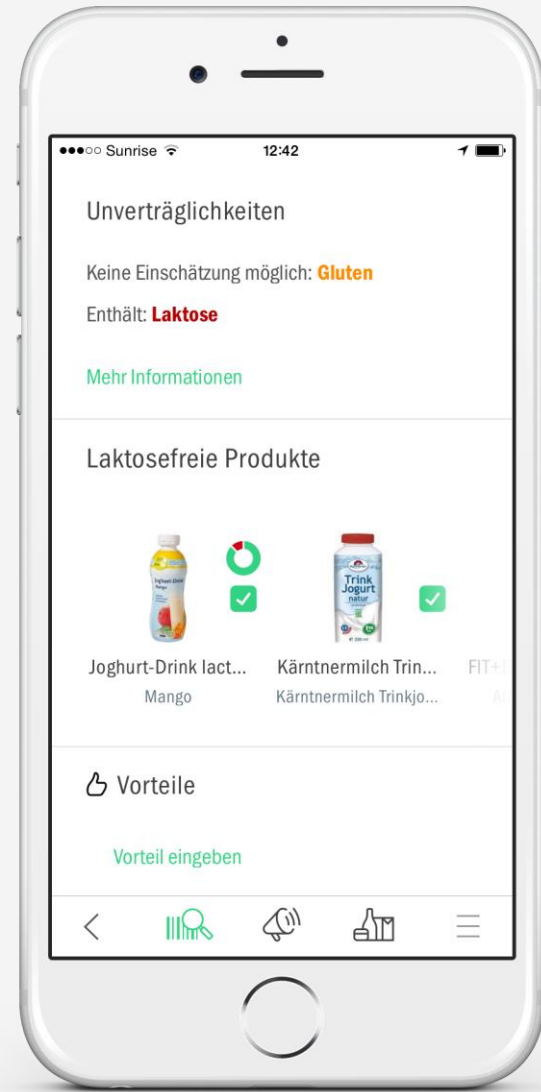 Sunrise 12:42
Unverträglichkeiten
Keine Einschätzung möglich: Gluten
Enthält: Laktose
Mehr Informationen
Laktosefreie Produkte
Trink
Jogurt
natur
Joghurt-Drink lact... Kärntnermilch Trin... FIT+
Mango Kärntnermilch Trinkjo...
Vorteile
Vorteil eingeben